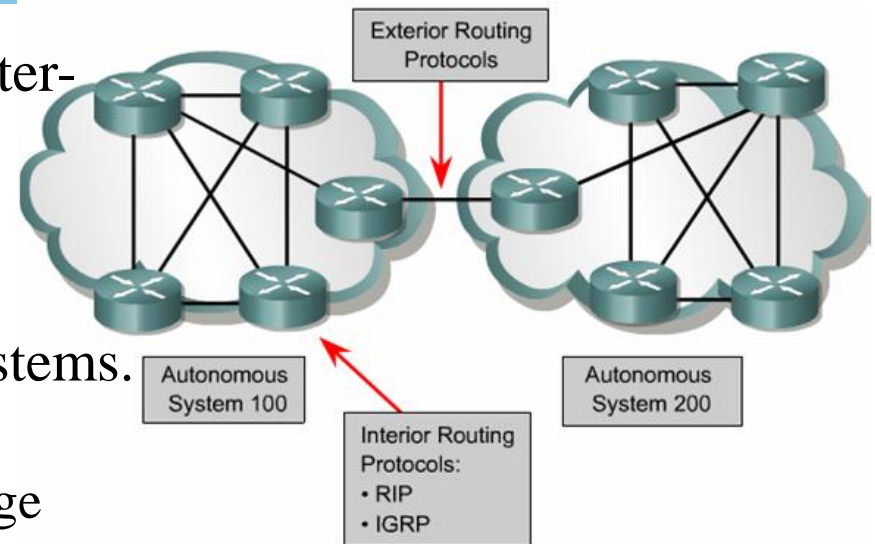 Exterior Routing
Protocols
ter-
stems.
Autonomous
System 100
Autonomous
System 200
Interior Routing
Protocols:
• RIP
• IGRP
ge